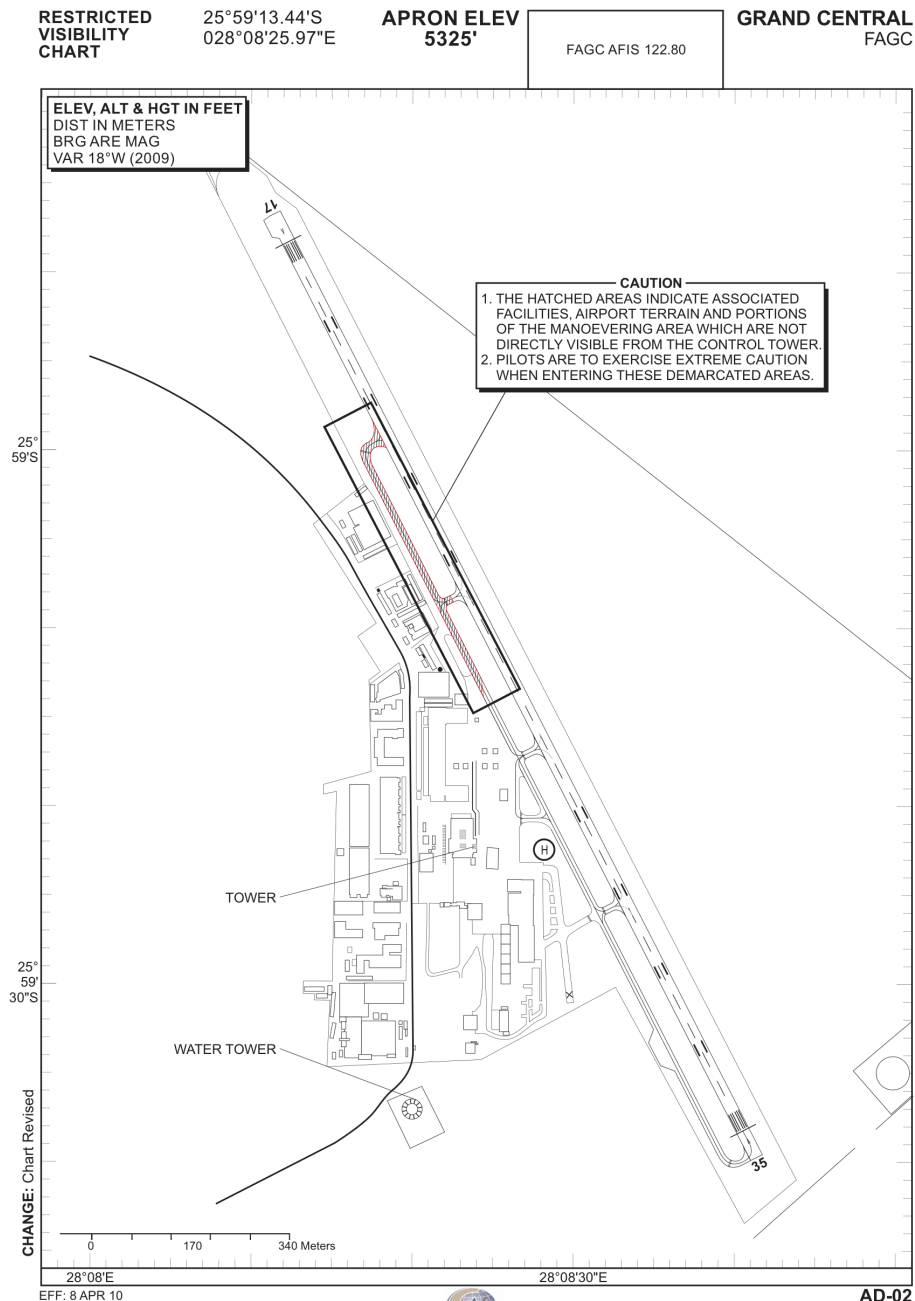 RESTRICTED
VISIBILITY
CHART
25°59'13.44'S
028°08'25.97"E
APRON ELEV
5325'
FAGC AFIS 122.80
GRAND CENTRAL
FAGC
ELEV, ALT & HGT IN FEET
DIST IN METERS
BRG ARE MAG
VAR 18°W (2009)
17
CAUTION
1. THE HATCHED AREAS INDICATE ASSOCIATED
FACILITIES, AIRPORT TERRAIN AND PORTIONS
OF THE MANOEVERING AREA WHICH ARE NOT
DIRECTLY VISIBLE FROM THE CONTROL TOWER.
2. PILOTS ARE TO EXERCISE EXTREME CAUTION
WHEN ENTERING THESE DEMARCATED AREAS.
25°
59'S
H
TOWER
25°
59'
30"S
X
WATER TOWER
35
CHANGE: Chart Revised
0 170 340 Meters
28°08'E
28°08'30"E
EFF: 8 APR 10
AD-02